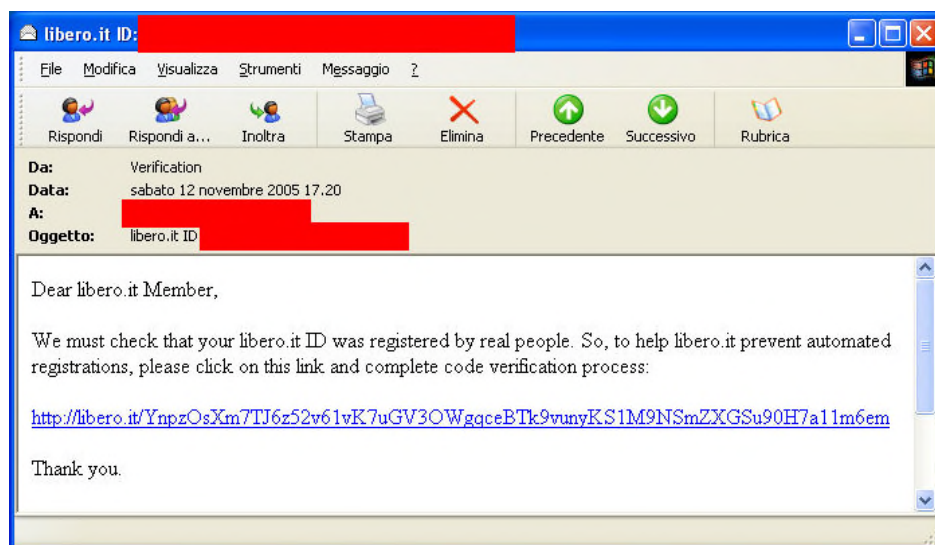 libero.it ID:
File Modifica Visualizza Strumenti Messaggio ?
Rispondi Rispondi a... Inoltra Stampa Elimina Precedente Successivo Rubrica
Da: Verification
Data: sabato 12 novembre 2005 17.20
A:
Oggetto: libero.it ID
Dear libero.it Member,
We must check that your libero.it ID was registered by real people. So, to help libero.it prevent automated
registrations, please click on this link and complete code verification process:
http://libero.it/YnpzOsXm7TJ6z52v61vK7uGV3OWgqceBTk9vunyKS1M9NSmZXGSu90H7a11m6em
Thank you.